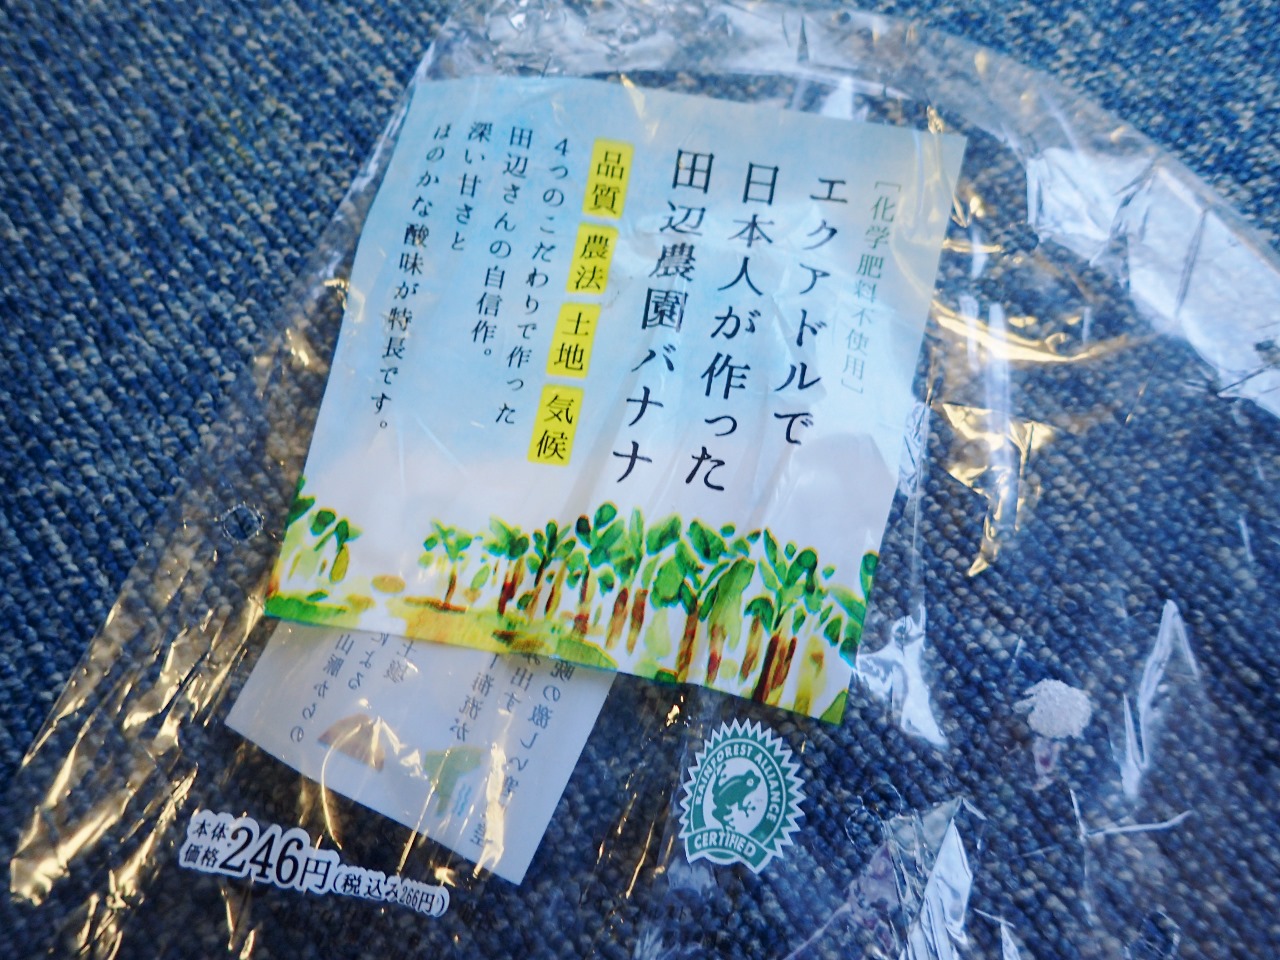 ［化学肥料不使用］
エクアドルで
日本人が作った
田辺農園バナナ
品質 農法 土地 気候
4つのこだわりで作った
田辺さんの自信作。
深い甘さと
ほのかな酸味が特長です。
RAINFOREST ALLIANCE
CERTIFIED
本体
価格246円(税込み266円)